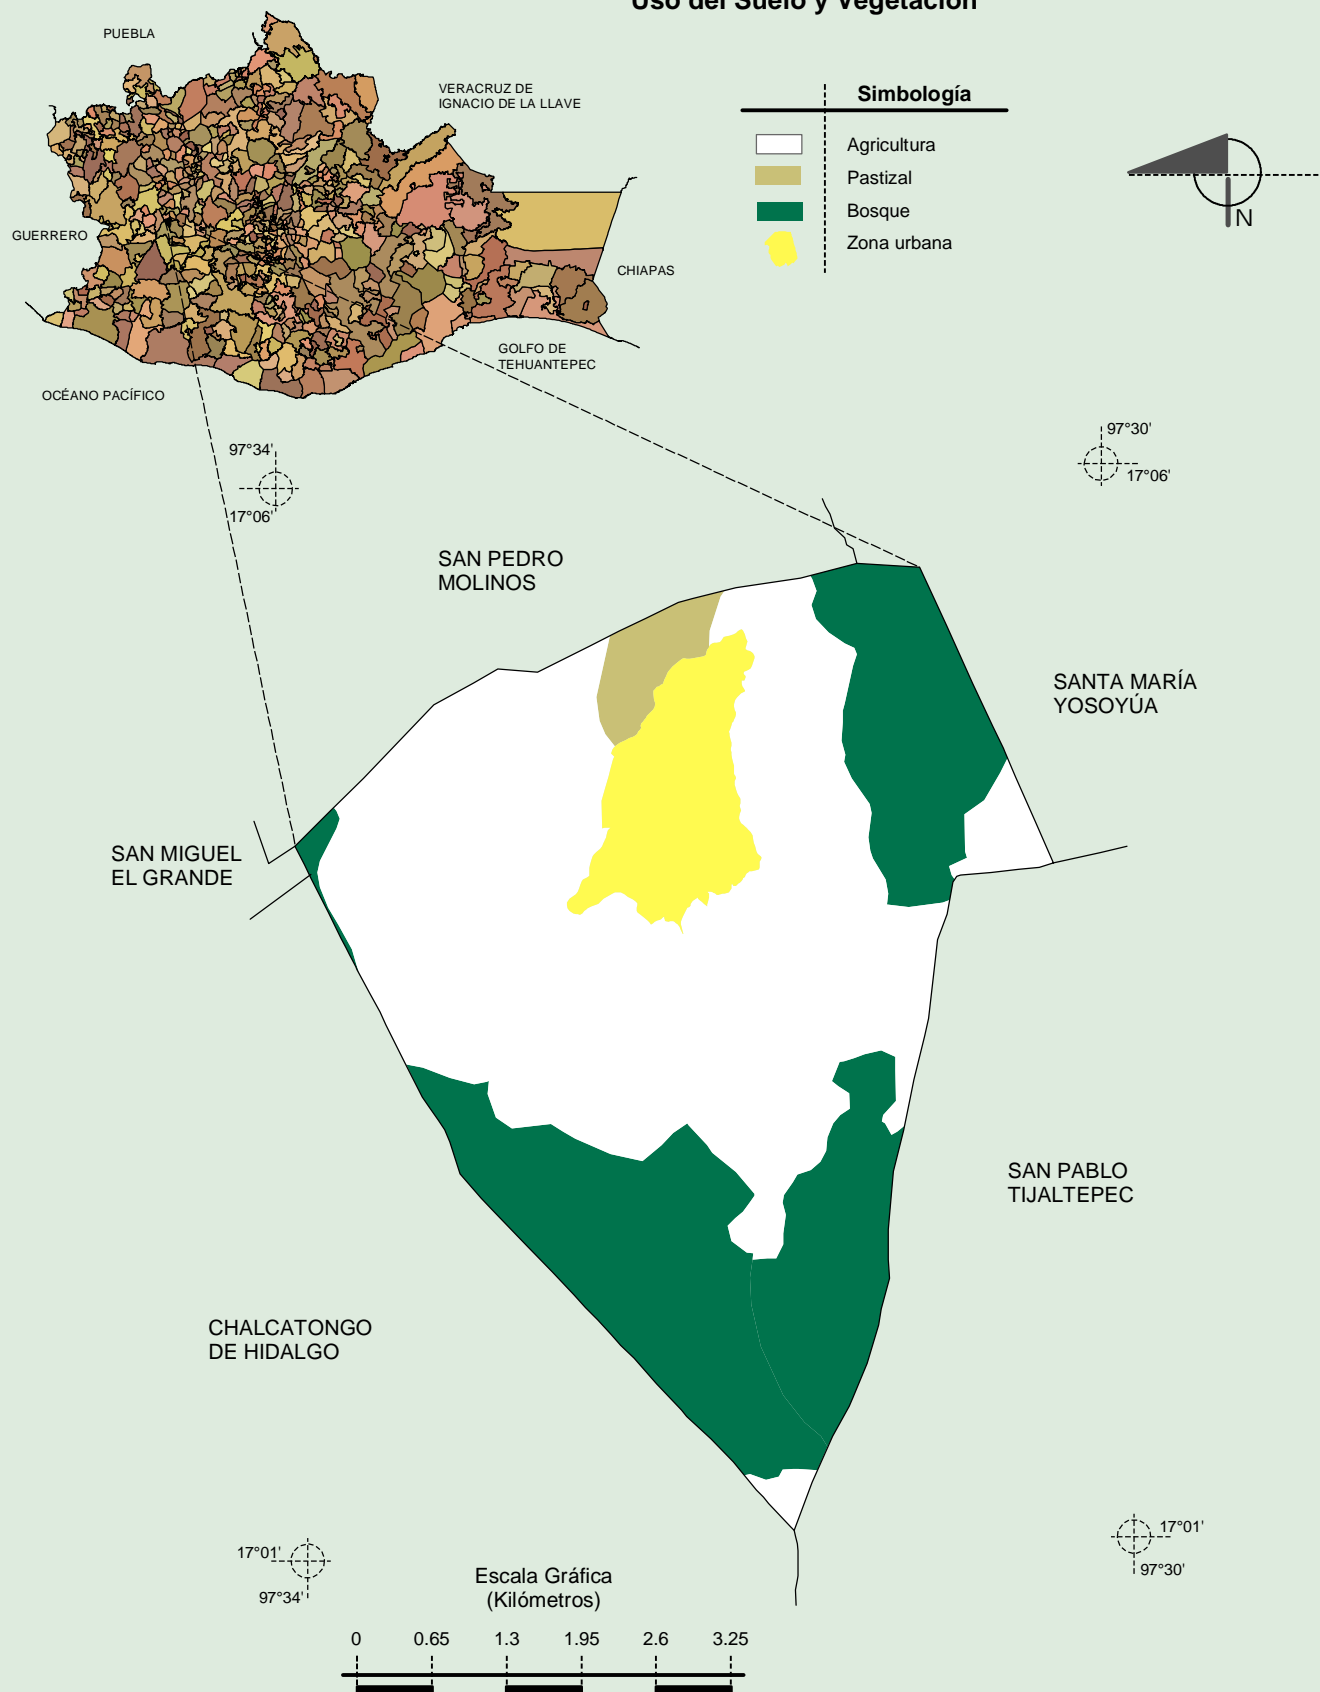 Uso del Suelo y Vegetación
PUEBLA
VERACRUZ DE
IGNACIO DE LA LLAVE
GUERRERO
CHIAPAS
GOLFO DE
TEHUANTEPEC
OCÉANO PACÍFICO
Simbología
Agricultura
Pastizal
Bosque
Zona urbana
N
97°34'
17°06'
97°30'
17°06'
SAN PEDRO
MOLINOS
SANTA MARÍA
YOSOYÚA
SAN MIGUEL
EL GRANDE
SAN PABLO
TIJALTEPEC
CHALCATONGO
DE HIDALGO
17°01'
97°34'
17°01'
97°30'
Escala Gráfica
(Kilómetros)
0 0.65 1.3 1.95 2.6 3.25